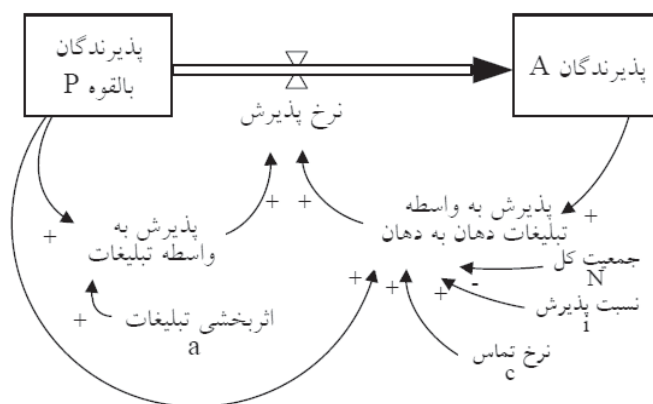 پذیرندگان
بالقوه P
پذیرندگان A
نرخ پذیرش
+
+
+
پذیرش به
واسطه تبلیغات
پذیرش به واسطه
تبلیغات دهان به دهان
+
+
اثربخشی تبلیغات
a
+
+
+
-
جمعیت کل
N
نسبت پذیرش
i
نرخ تماس
c